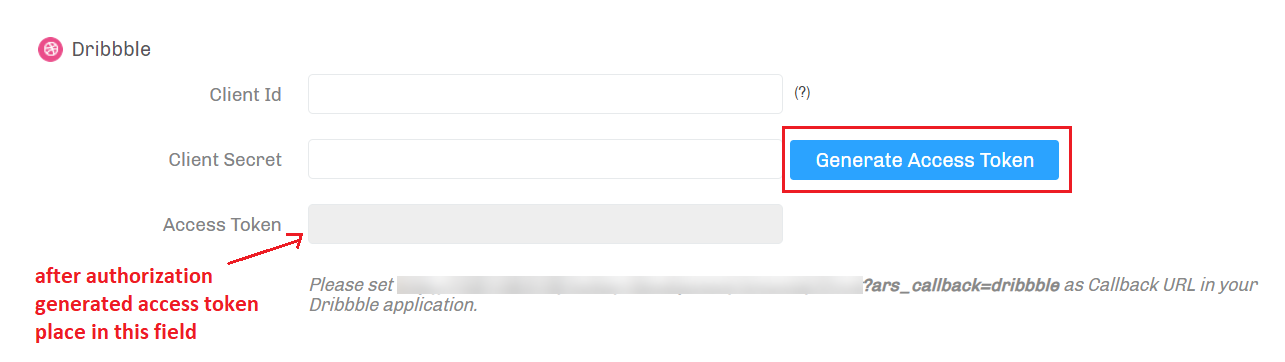 Dribbble
Client Id (?)
Client Secret Generate Access Token
Access Token
after authorization
generated access token
place in this field
Please set ?ars_callback=dribbble as Callback URL in your
Dribbble application.